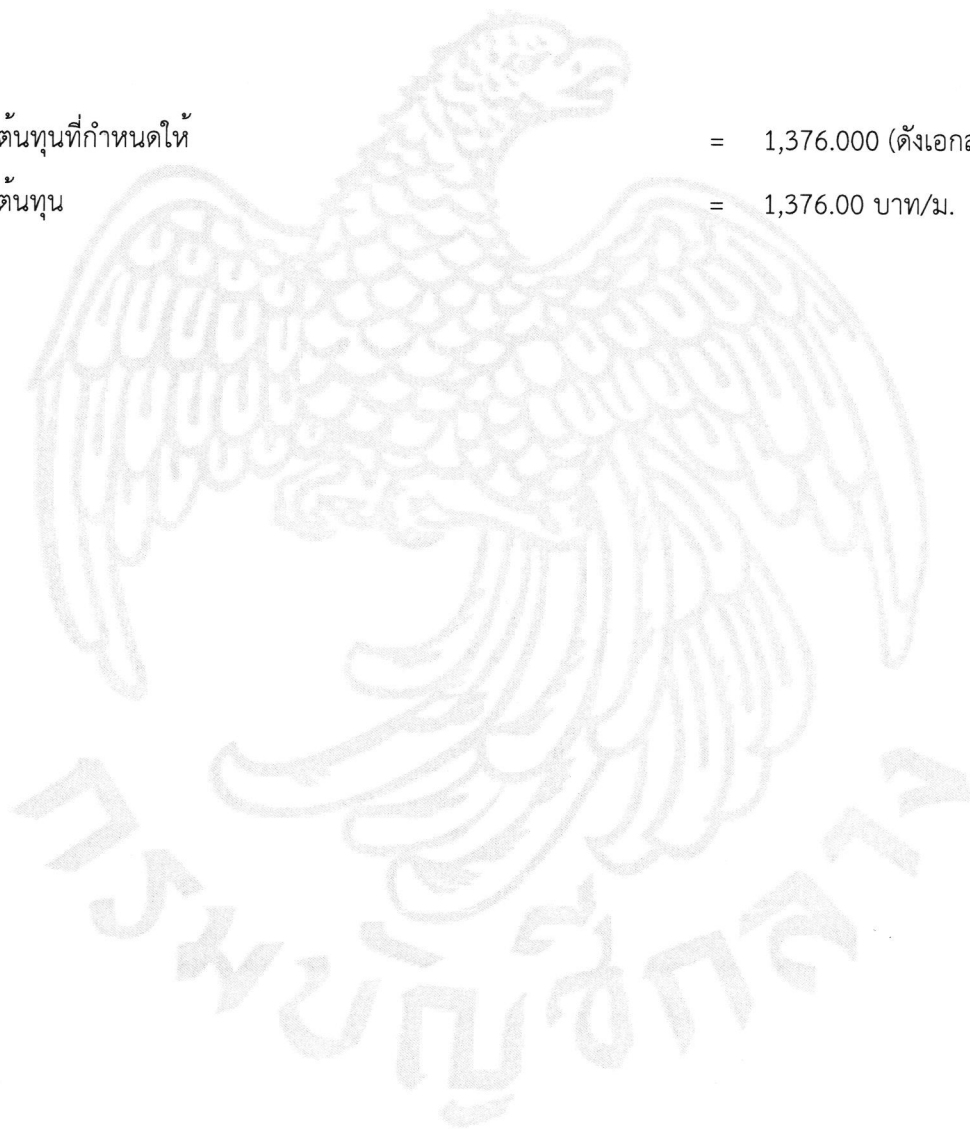 ต้นทุนที่กำหนดให้ = 1,376.000 (ดังเอกส
ต้นทุน = 1,376.00 บาท/ม.
กรมบัญชีกลาง